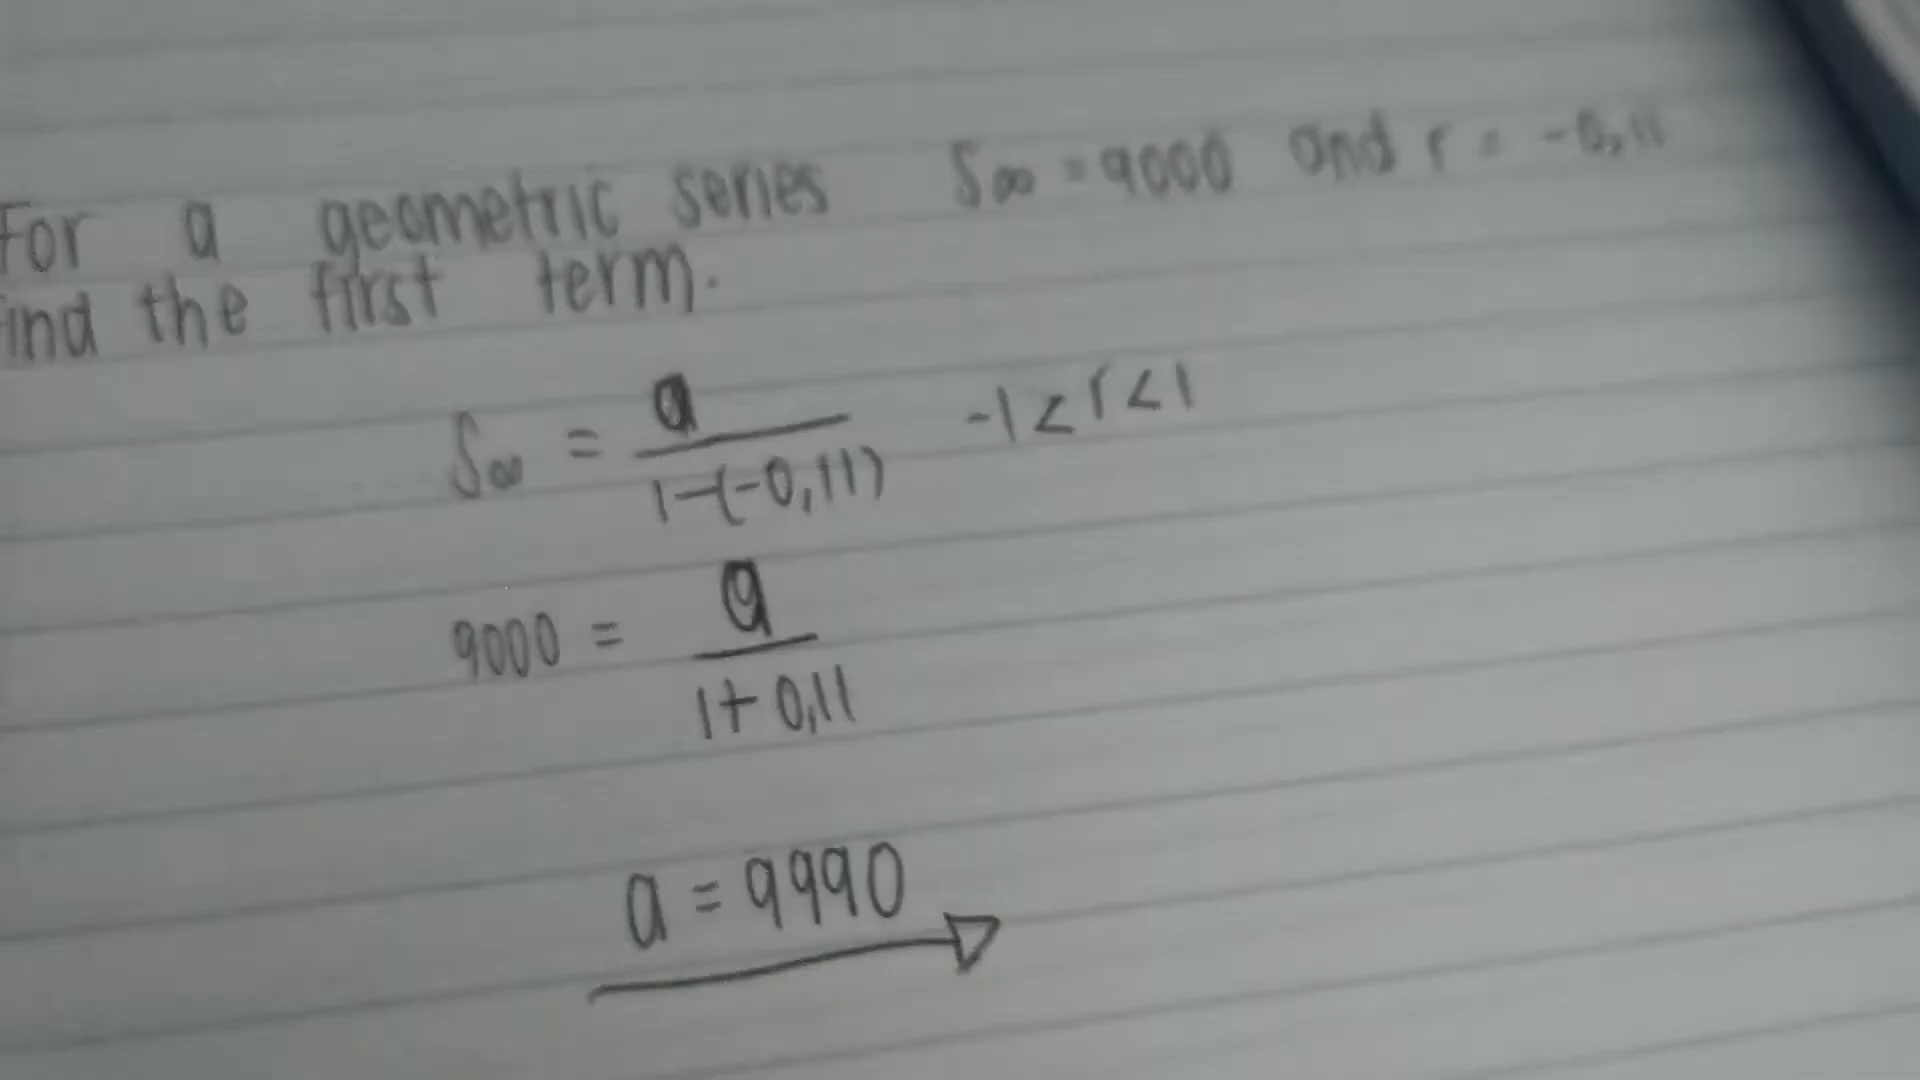 For a geometric series S∞ = 9000 and r = -0,11
ind the first term.
S∞ = a / 1-(-0,11) -1<r<1
9000 = a / 1+0,11
a = 9990